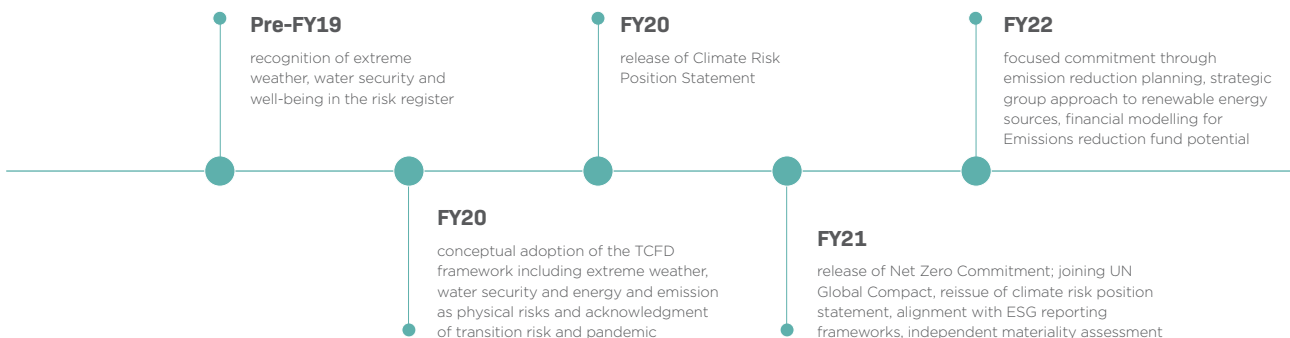 Pre-FY19
recognition of extreme
weather, water security and
well-being in the risk register
FY20
conceptual adoption of the TCFD
framework including extreme weather,
water security and energy and emission
as physical risks and acknowledgment
of transition risk and pandemic
FY20
release of Climate Risk
Position Statement
FY21
release of Net Zero Commitment; joining UN
Global Compact, reissue of climate risk position
statement, alignment with ESG reporting
frameworks, independent materiality assessment
FY22
focused commitment through
emission reduction planning, strategic
group approach to renewable energy
sources, financial modelling for
Emissions reduction fund potential